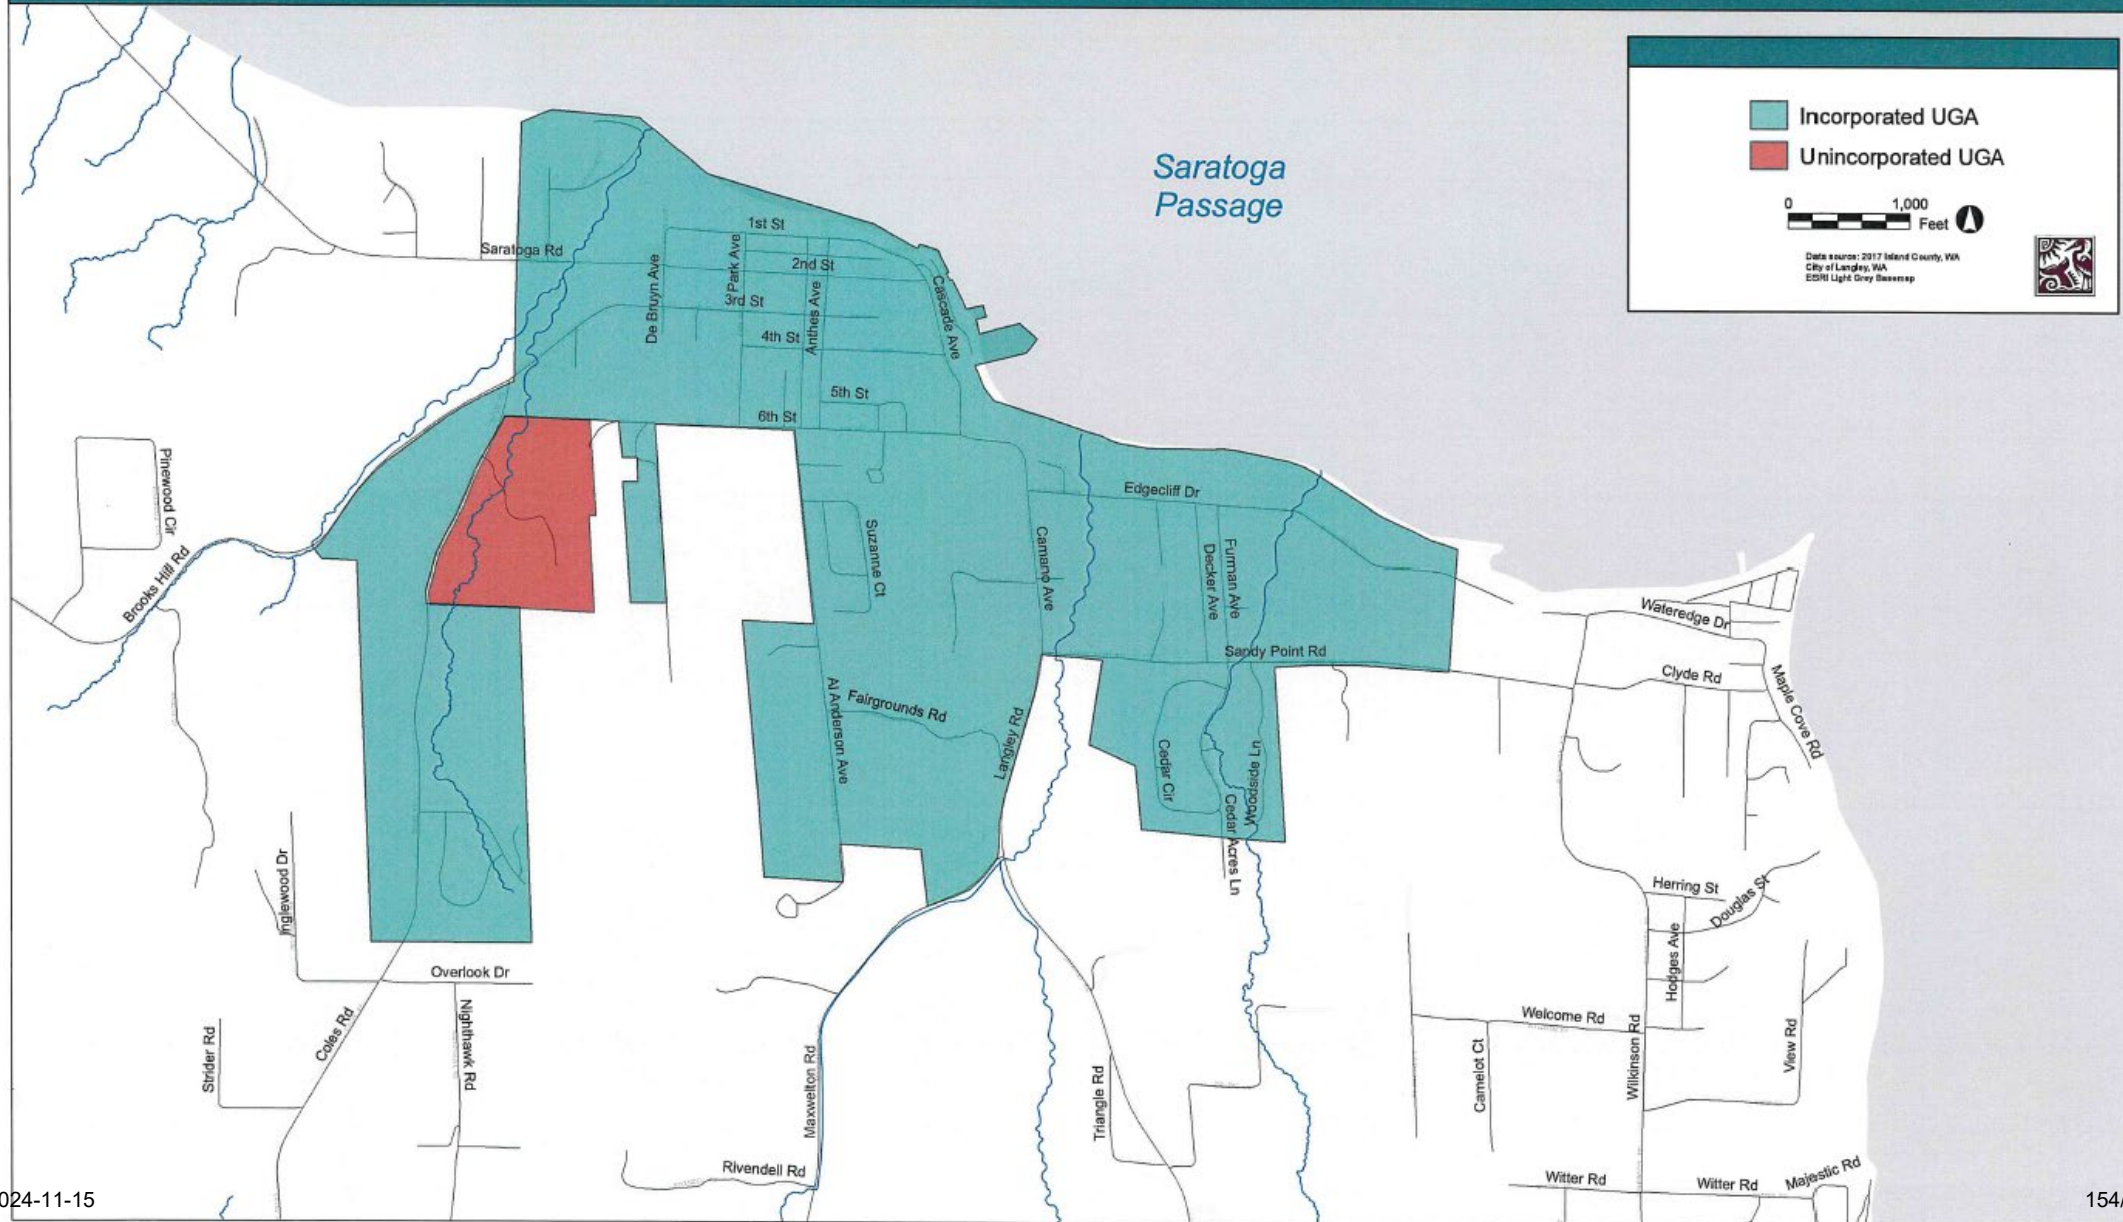 Saratoga
Passage
Incorporated UGA
Unincorporated UGA
0 1,000
Feet
Data source: 2017 Island County, WA
City of Langley, WA
ESRI Light Grey Basemap
1st St
Saratoga Rd
Park Ave
2nd St
De Bruyn Ave
3rd St
Anthes Ave
Cascade Ave
4th St
5th St
6th St
Pinewood Cir
Brooks Hill Rd
Edgecliff Dr
Suzanne Ct
Camano Ave
Decker Ave
Furman Ave
Wateredge Dr
Sandy Point Rd
Clyde Rd
Maple Cove Rd
Al Anderson Ave
Fairgrounds Rd
Langley Rd
Cedar Cir
Woodside Ln
Cedar Acres Ln
Inglewood Dr
Herring St
Douglas St
Hodges Ave
Overlook Dr
Nighthawk Rd
Coles Rd
Strider Rd
Maxwelton Rd
Triangle Rd
Welcome Rd
Camelot Ct
Wilkinson Rd
View Rd
Rivendell Rd
Witter Rd
Witter Rd
Majestic Rd
024-11-15
154/